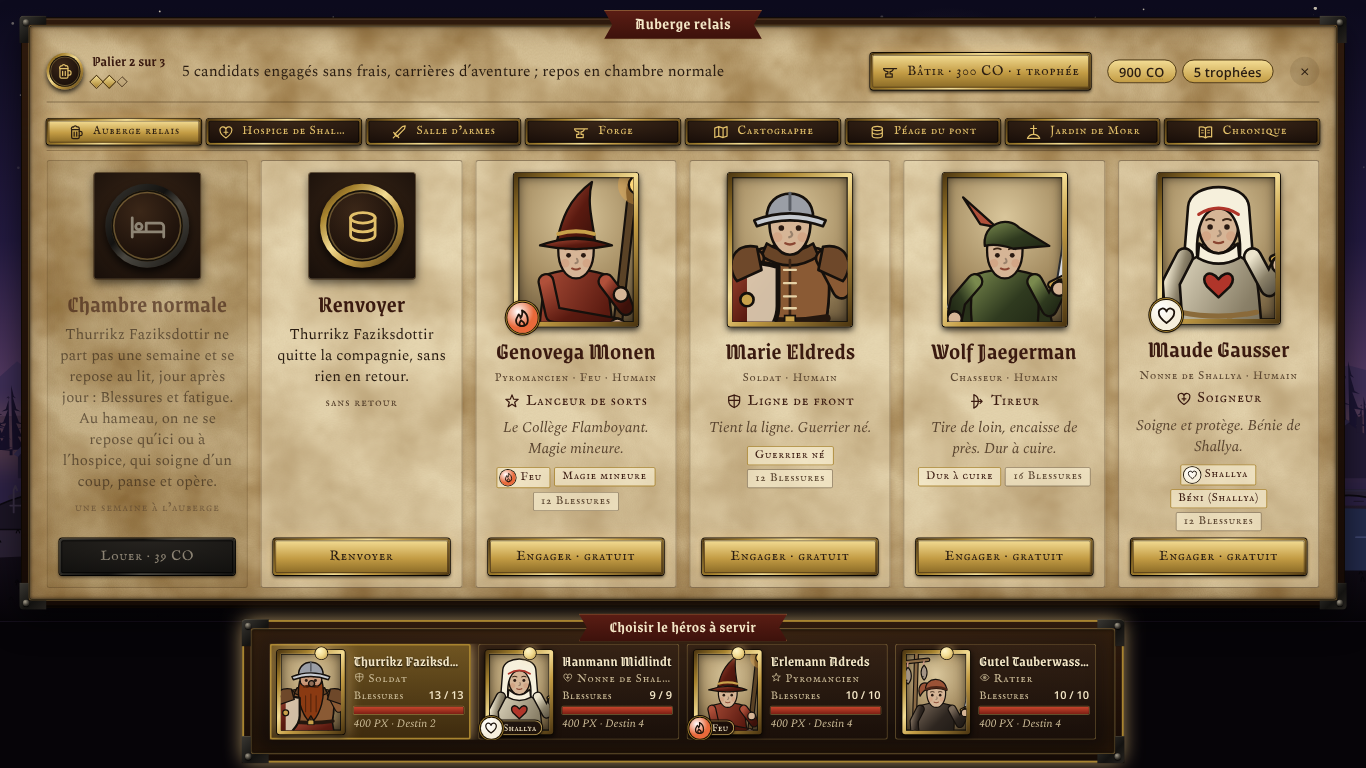 Auberge relais
Palier 2 sur 3
5 candidats engagés sans frais, carrières d'aventure ; repos en chambre normale
Bâtir · 300 CO · 1 trophée
900 CO
5 trophées
×
Auberge relais
Hospice de Shal...
Salle d'armes
Forge
Cartographe
Péage du pont
Jardin de Morr
Chronique
Chambre normale
Thurrikz Faziksdottir ne
part pas une semaine et se
repose au lit, jour après
jour : Blessures et fatigue.
Au hameau, on ne se
repose qu'ici ou à
l'hospice, qui soigne d'un
coup, panse et opère.
une semaine à l'auberge
Louer · 39 CO
Renvoyer
Thurrikz Faziksdottir
quitte la compagnie, sans
rien en retour.
sans retour
Renvoyer
Genovega Monen
Pyromancien · Feu · Humain
Lanceur de sorts
Le Collège Flamboyant.
Magie mineure.
Feu
Magie mineure
12 Blessures
Engager · gratuit
Marie Eldreds
Soldat · Humain
Ligne de front
Tient la ligne. Guerrier né.
Guerrier né
12 Blessures
Engager · gratuit
Wolf Jaegerman
Chasseur · Humain
Tireur
Tire de loin, encaisse de
près. Dur à cuire.
Dur à cuire
16 Blessures
Engager · gratuit
Maude Gausser
Nonne de Shallya · Humain
Soigneur
Soigne et protège. Bénie de
Shallya.
Shallya
Béni (Shallya)
12 Blessures
Engager · gratuit
Choisir le héros à servir
Thurrikz Faziksd...
Soldat
Blessures 13 / 13
400 PX · Destin 2
Hanmann Midlindt
Nonne de Shal...
Blessures 9 / 9
400 PX · Destin 4
Shallya
Erlemann Adreds
Pyromancien
Blessures 10 / 10
400 PX · Destin 4
Feu
Gutel Tauberwass...
Ratier
Blessures 10 / 10
400 PX · Destin 4